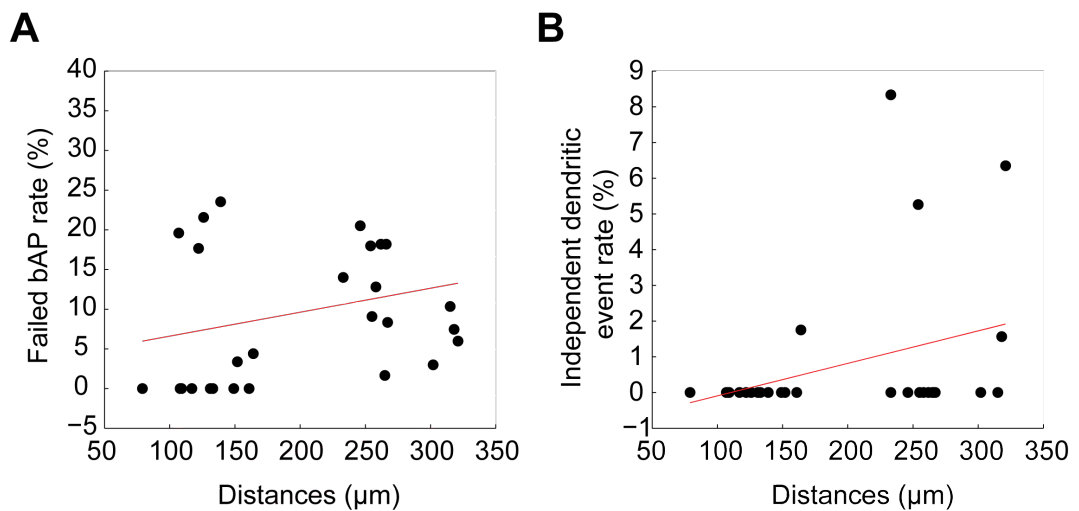 A
Failed bAP rate (%)
40
35
30
25
20
15
10
5
0
−5
50 100 150 200 250 300 350
Distances (µm)
B
Independent dendritic
event rate (%)
9
8
7
6
5
4
3
2
1
0
−1
50 100 150 200 250 300 350
Distances (µm)